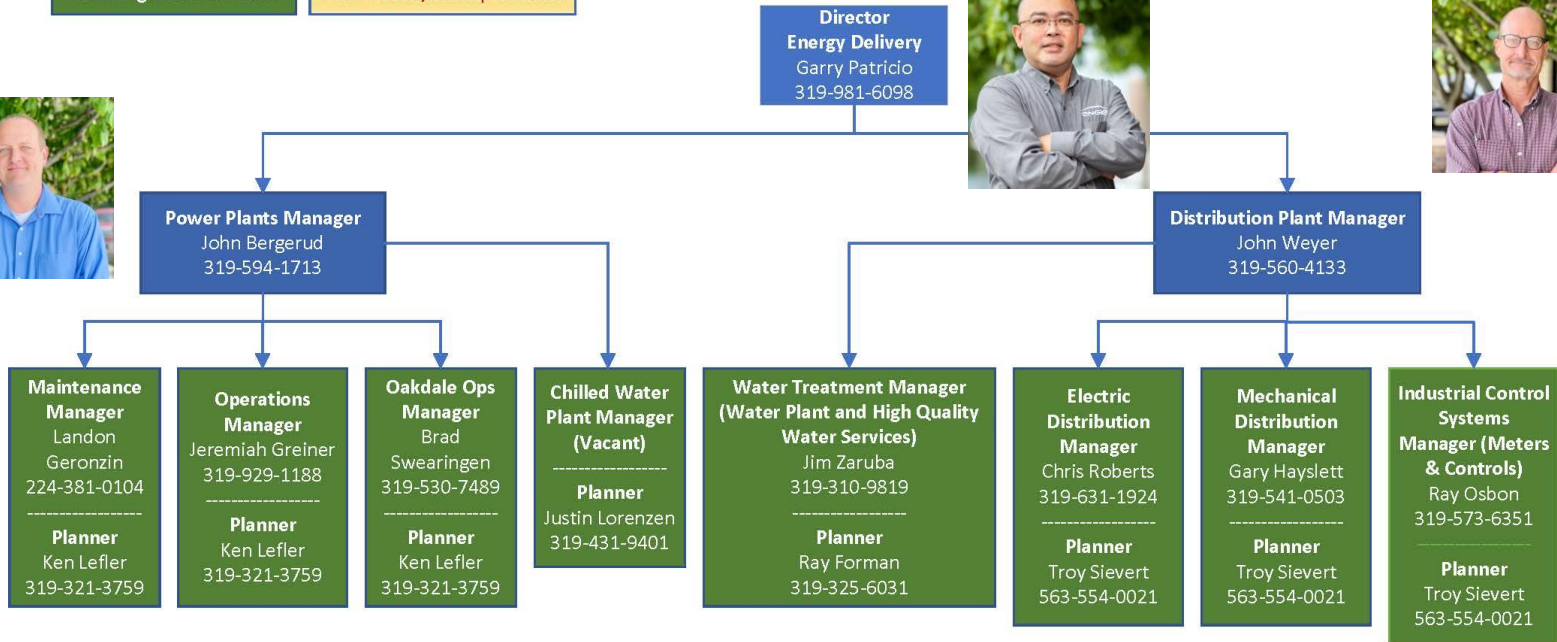 Director
Energy Delivery
Garry Patricio
319-981-6098
Power Plants Manager
John Bergerud
319-594-1713
Distribution Plant Manager
John Weyer
319-560-4133
Maintenance
Manager
Landon
Geronzin
224-381-0104
------------------
Planner
Ken Lefler
319-321-3759
Operations
Manager
Jeremiah Greiner
319-929-1188
------------------
Planner
Ken Lefler
319-321-3759
Oakdale Ops
Manager
Brad
Swearingen
319-530-7489
------------------
Planner
Ken Lefler
319-321-3759
Chilled Water
Plant Manager
(Vacant)
------------------
Planner
Justin Lorenzen
319-431-9401
Water Treatment Manager
(Water Plant and High Quality
Water Services)
Jim Zaruba
319-310-9819
------------------
Planner
Ray Forman
319-325-6031
Electric
Distribution
Manager
Chris Roberts
319-631-1924
------------------
Planner
Troy Sievert
563-554-0021
Mechanical
Distribution
Manager
Gary Hayslett
319-541-0503
------------------
Planner
Troy Sievert
563-554-0021
Industrial Control
Systems
Manager (Meters
& Controls)
Ray Osbon
319-573-6351
------------------
Planner
Troy Sievert
563-554-0021